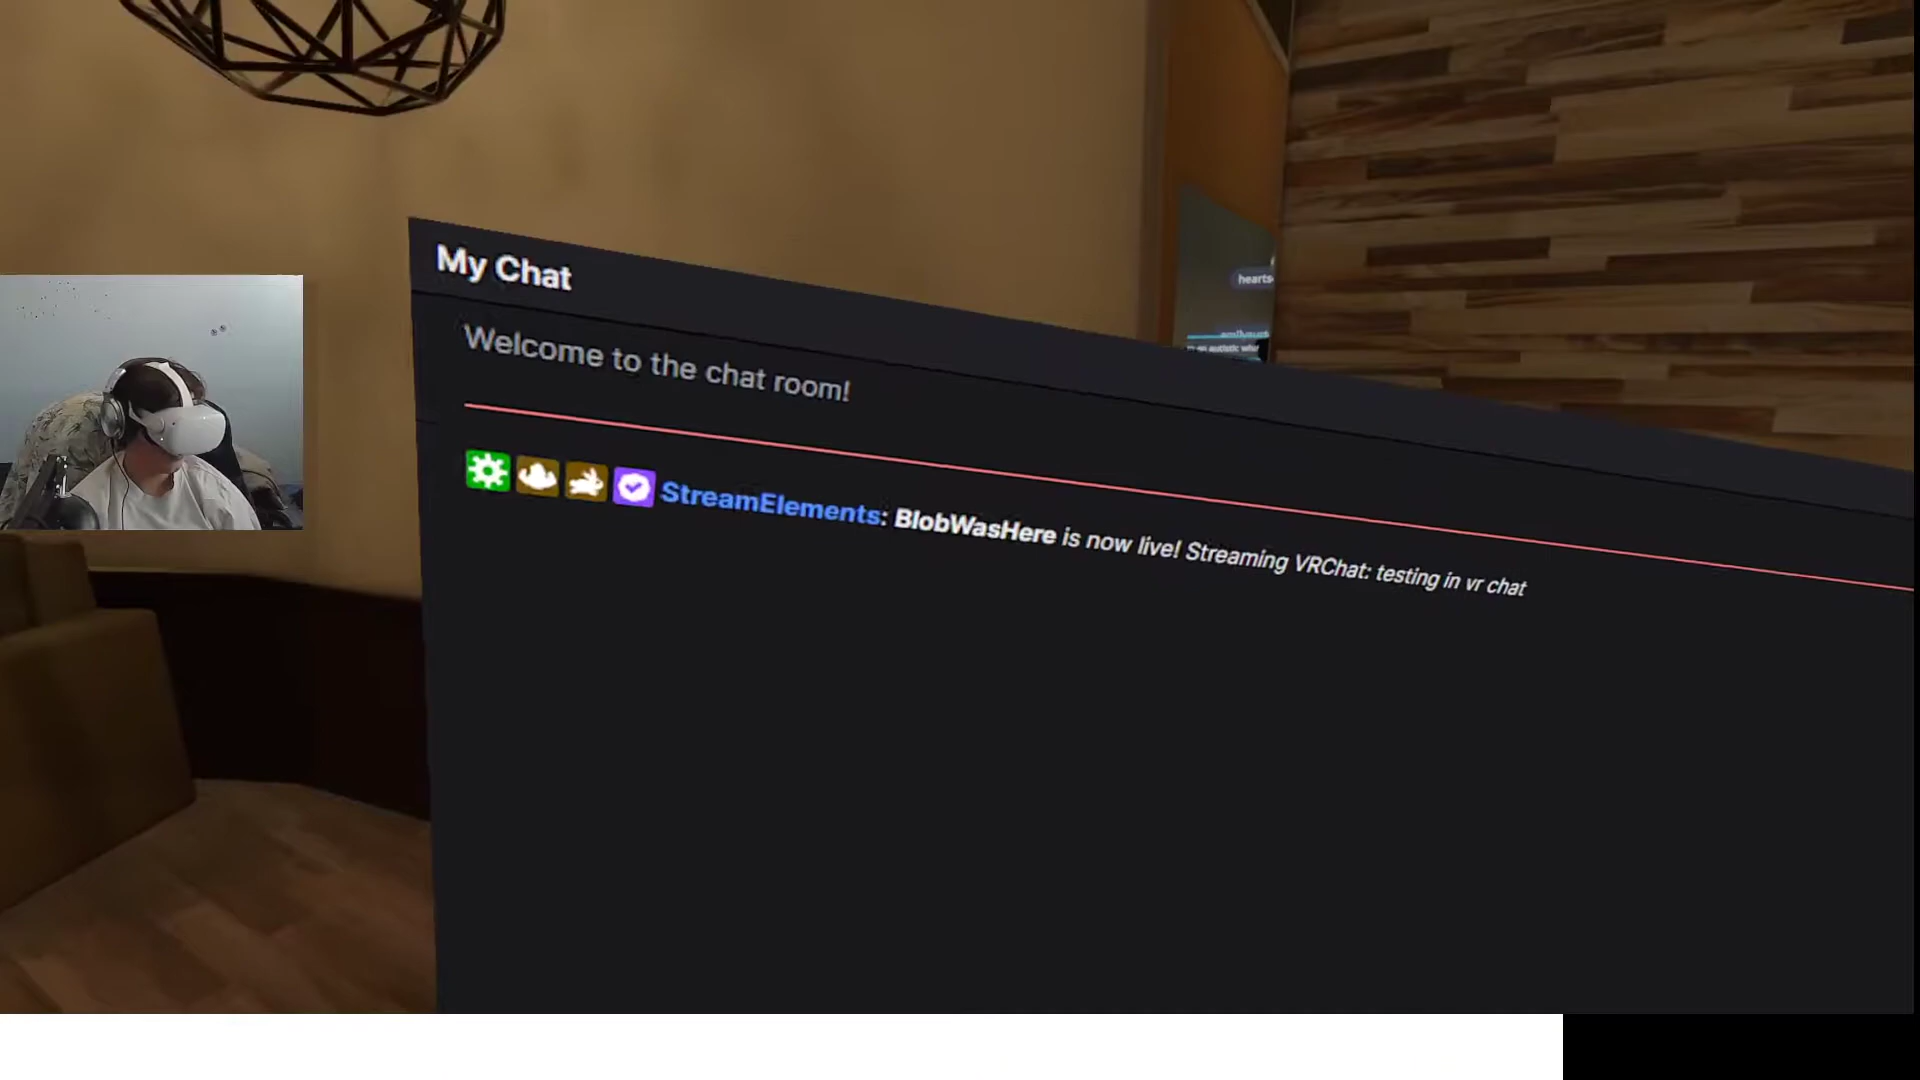 My Chat
hearts
Welcome to the chat room!
StreamElements: BlobWasHere is now live! Streaming VRChat: testing in vr chat